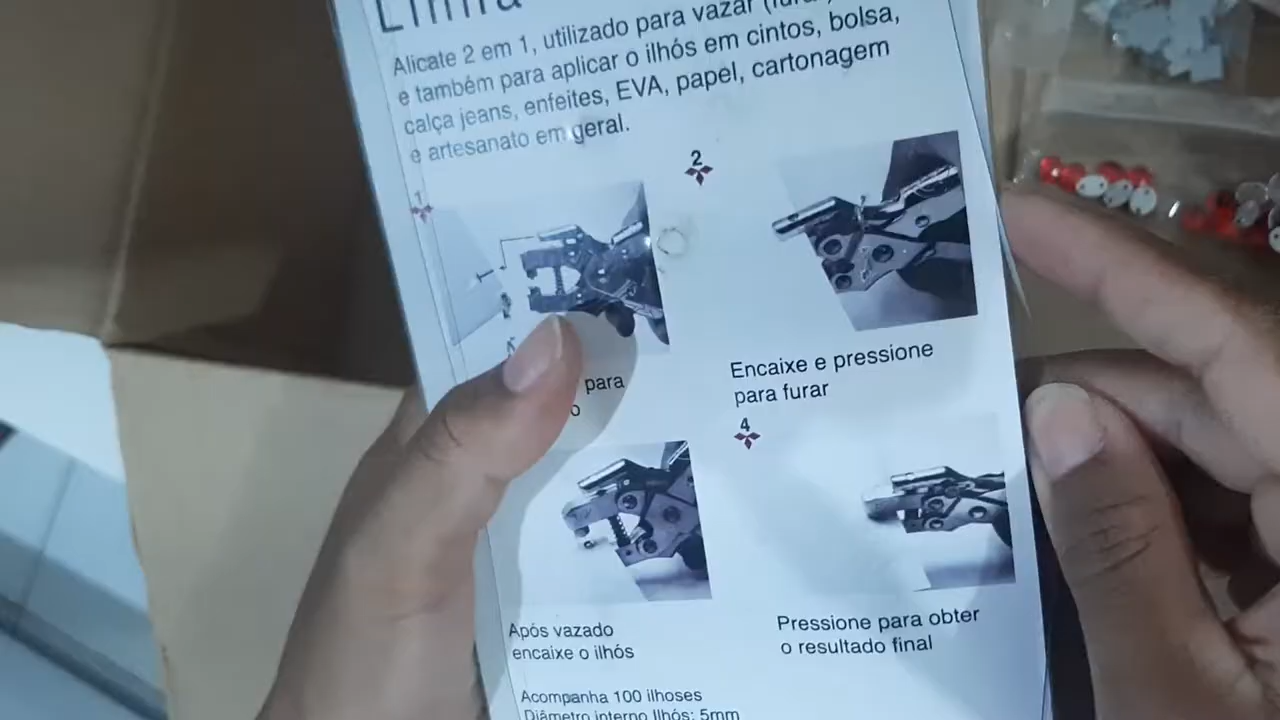 Alicate 2 em 1, utilizado para vazar
e também para aplicar o ilhós em cintos, bolsa,
calça jeans, enfeites, EVA, papel, cartonagem
e artesanato em geral.
1
2
para
Encaixe e pressione
para furar
4
Após vazado
encaixe o ilhós
Pressione para obter
o resultado final
Acompanha 100 ilhoses
Diâmetro interno Ilhós: 5mm